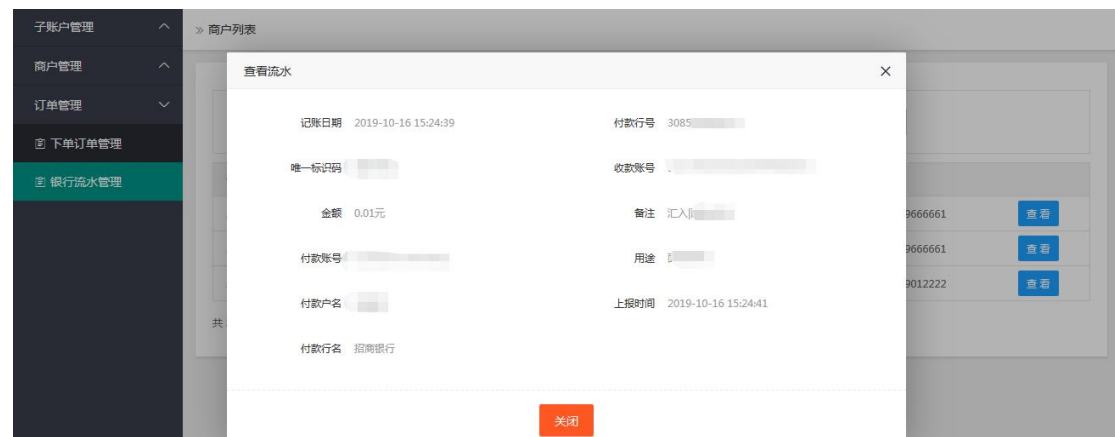 子账户管理
商户管理
订单管理
下单订单管理
银行流水管理
» 商户列表
查看流水
记账日期 2019-10-16 15:24:39
付款行号 3085
唯一标识码
收款账号
金额 0.01元
备注 汇入
付款账号
用途
付款户名
上报时间 2019-10-16 15:24:41
付款行名 招商银行
关闭
9666661 查看
9666661 查看
9012222 查看
共